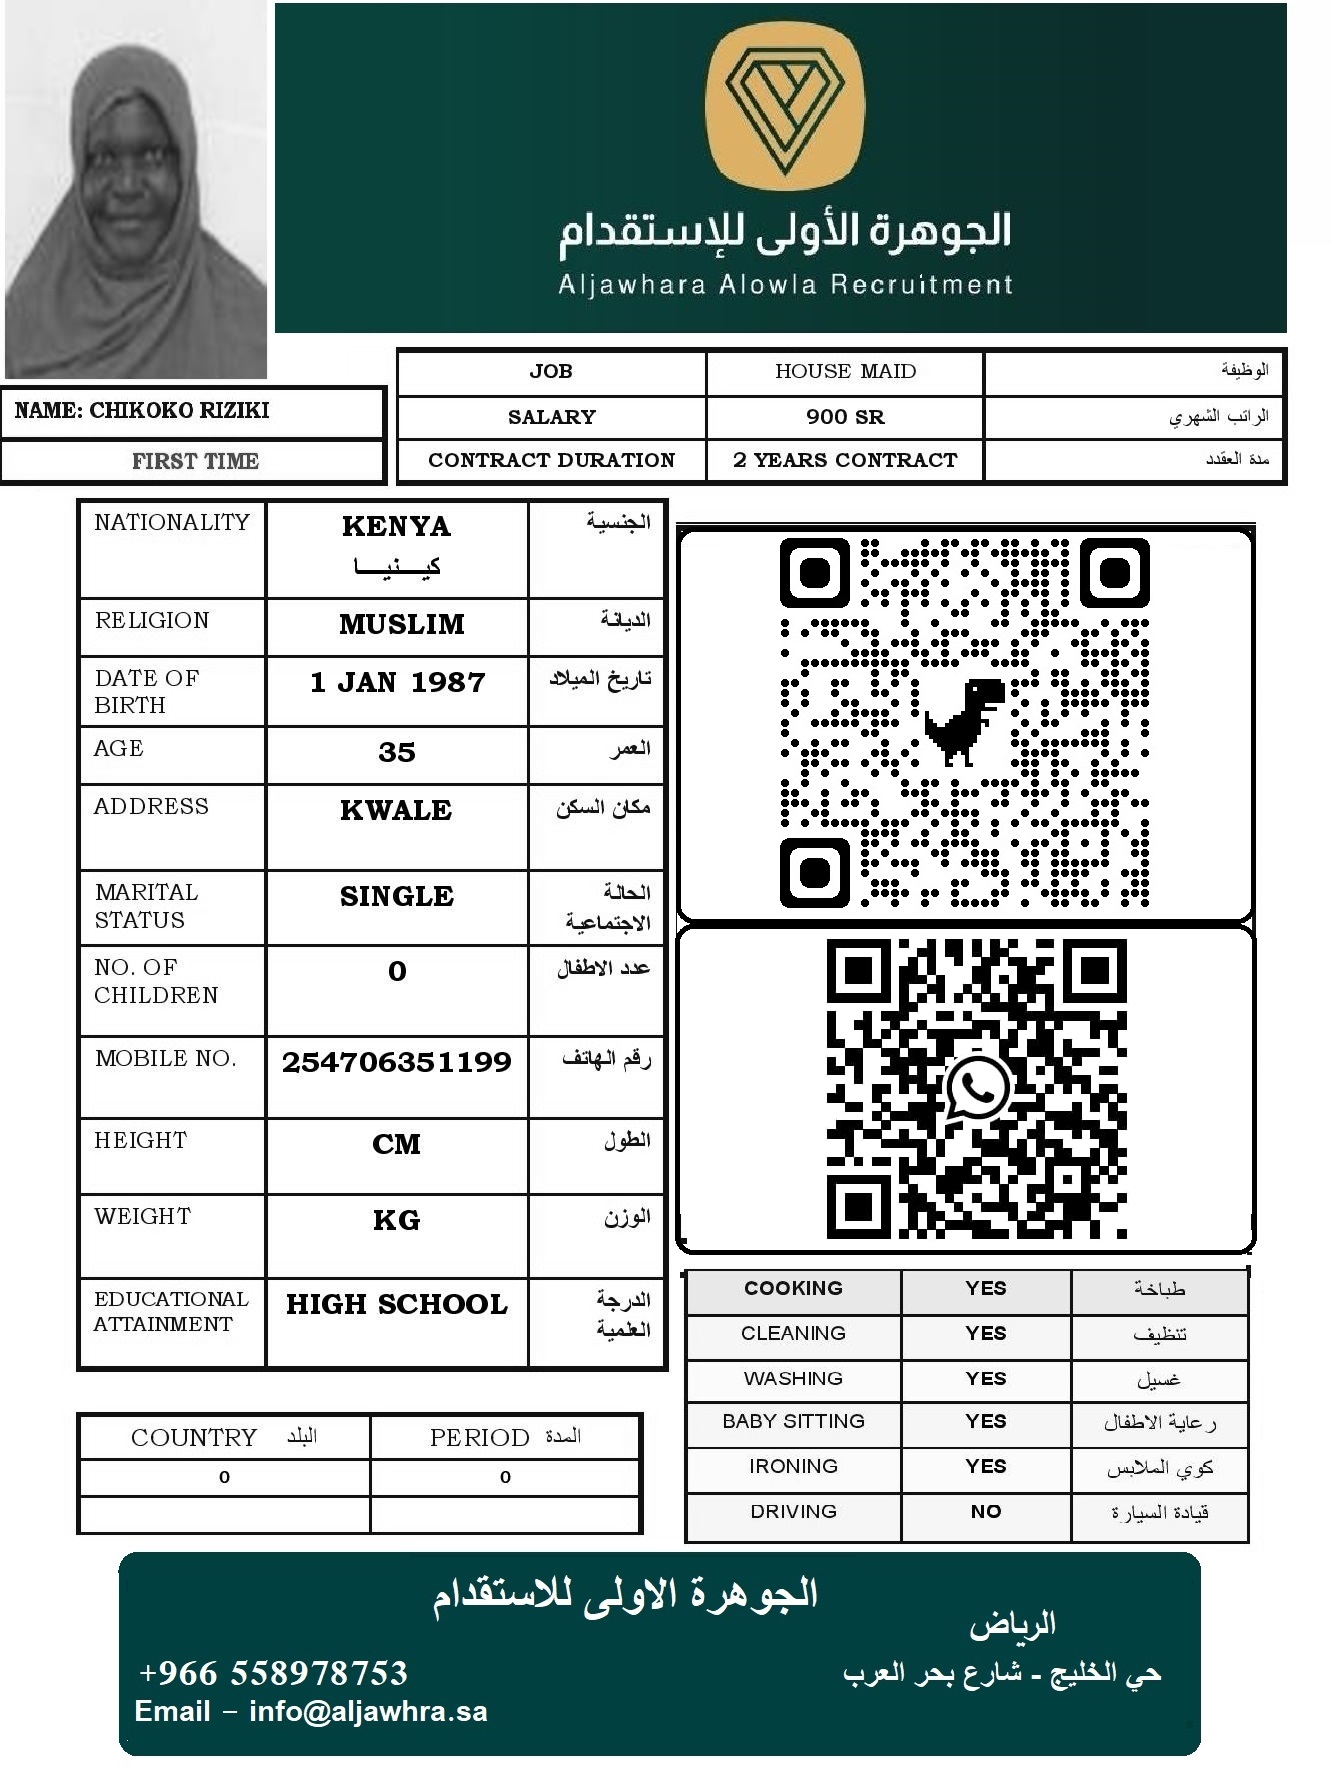 الجوهرة الأولى للإستقدام
Aljawhara Alowla Recruitment
NAME: CHIKOKO RIZIKI
FIRST TIME
JOB HOUSE MAID الوظيفة
SALARY 900 SR الراتب الشهري
CONTRACT DURATION 2 YEARS CONTRACT مدة العقدد
NATIONALITY KENYA الجنسية
كيـــنيـــا
RELIGION MUSLIM الديانة
DATE OF 1 JAN 1987 تاريخ الميلاد
BIRTH
AGE 35 العمر
ADDRESS KWALE مكان السكن
MARITAL SINGLE الحالة
STATUS الاجتماعية
NO. OF 0 عدد الاطفال
CHILDREN
MOBILE NO. 254706351199 رقم الهاتف
HEIGHT CM الطول
WEIGHT KG الوزن
EDUCATIONAL HIGH SCHOOL الدرجة
ATTAINMENT العلمية
COOKING YES طباخة
CLEANING YES تنظيف
WASHING YES غسيل
BABY SITTING YES رعاية الاطفال
IRONING YES كوي الملابس
DRIVING NO قيادة السيارة
COUNTRY البلد PERIOD المدة
0 0
الجوهرة الاولى للاستقدام
الرياض
+966 558978753 حي الخليج - شارع بحر العرب
Email – info@aljawhra.sa